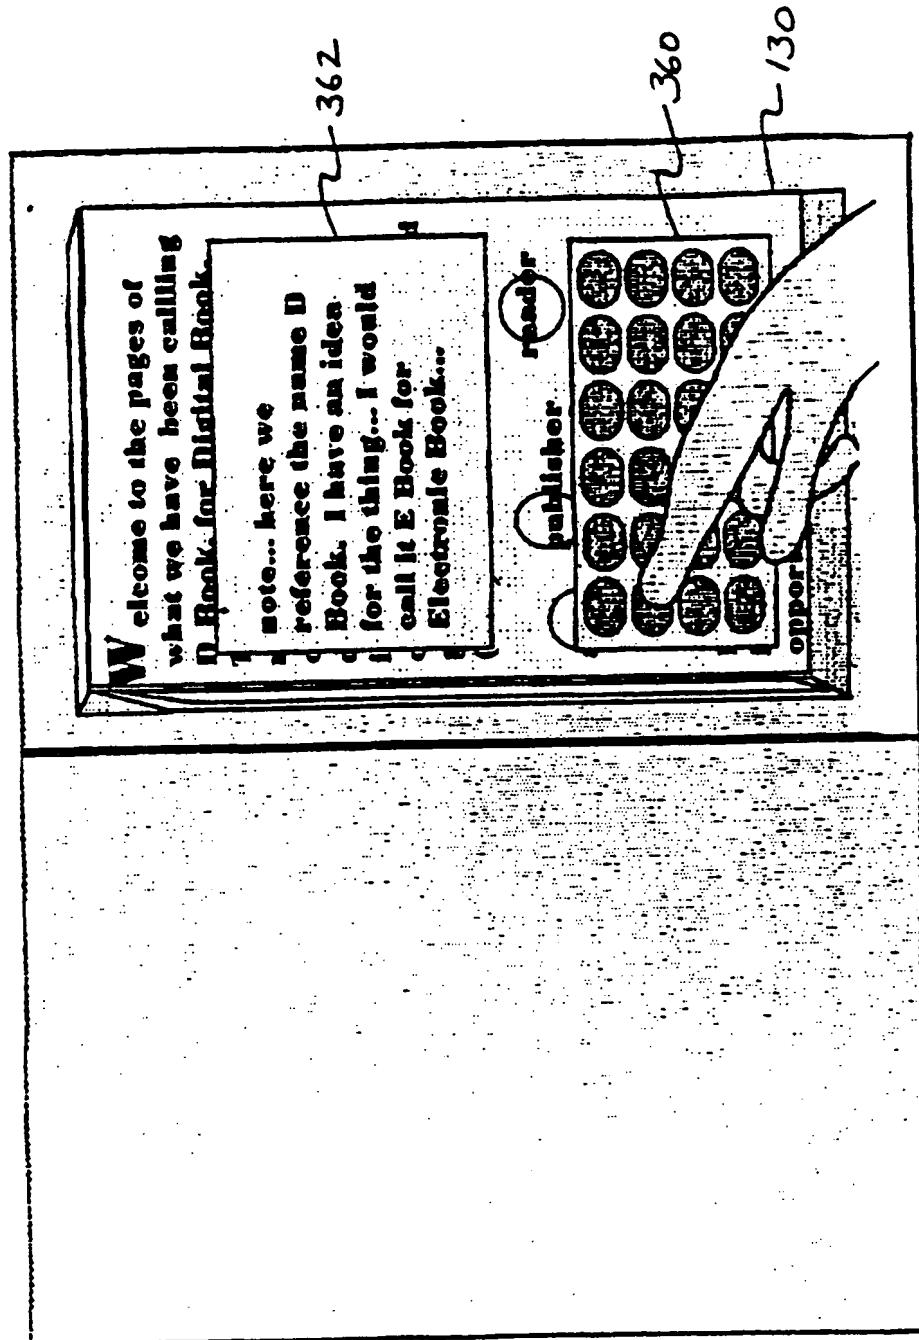 Welcome to the pages of
what we have been callling
D Book, for Digital Book.
note... here we
reference the name D
Book. I have an idea
for the thing... I would
call it E Book for
Electronic Book...
publisher reader
oppor
362
360
130